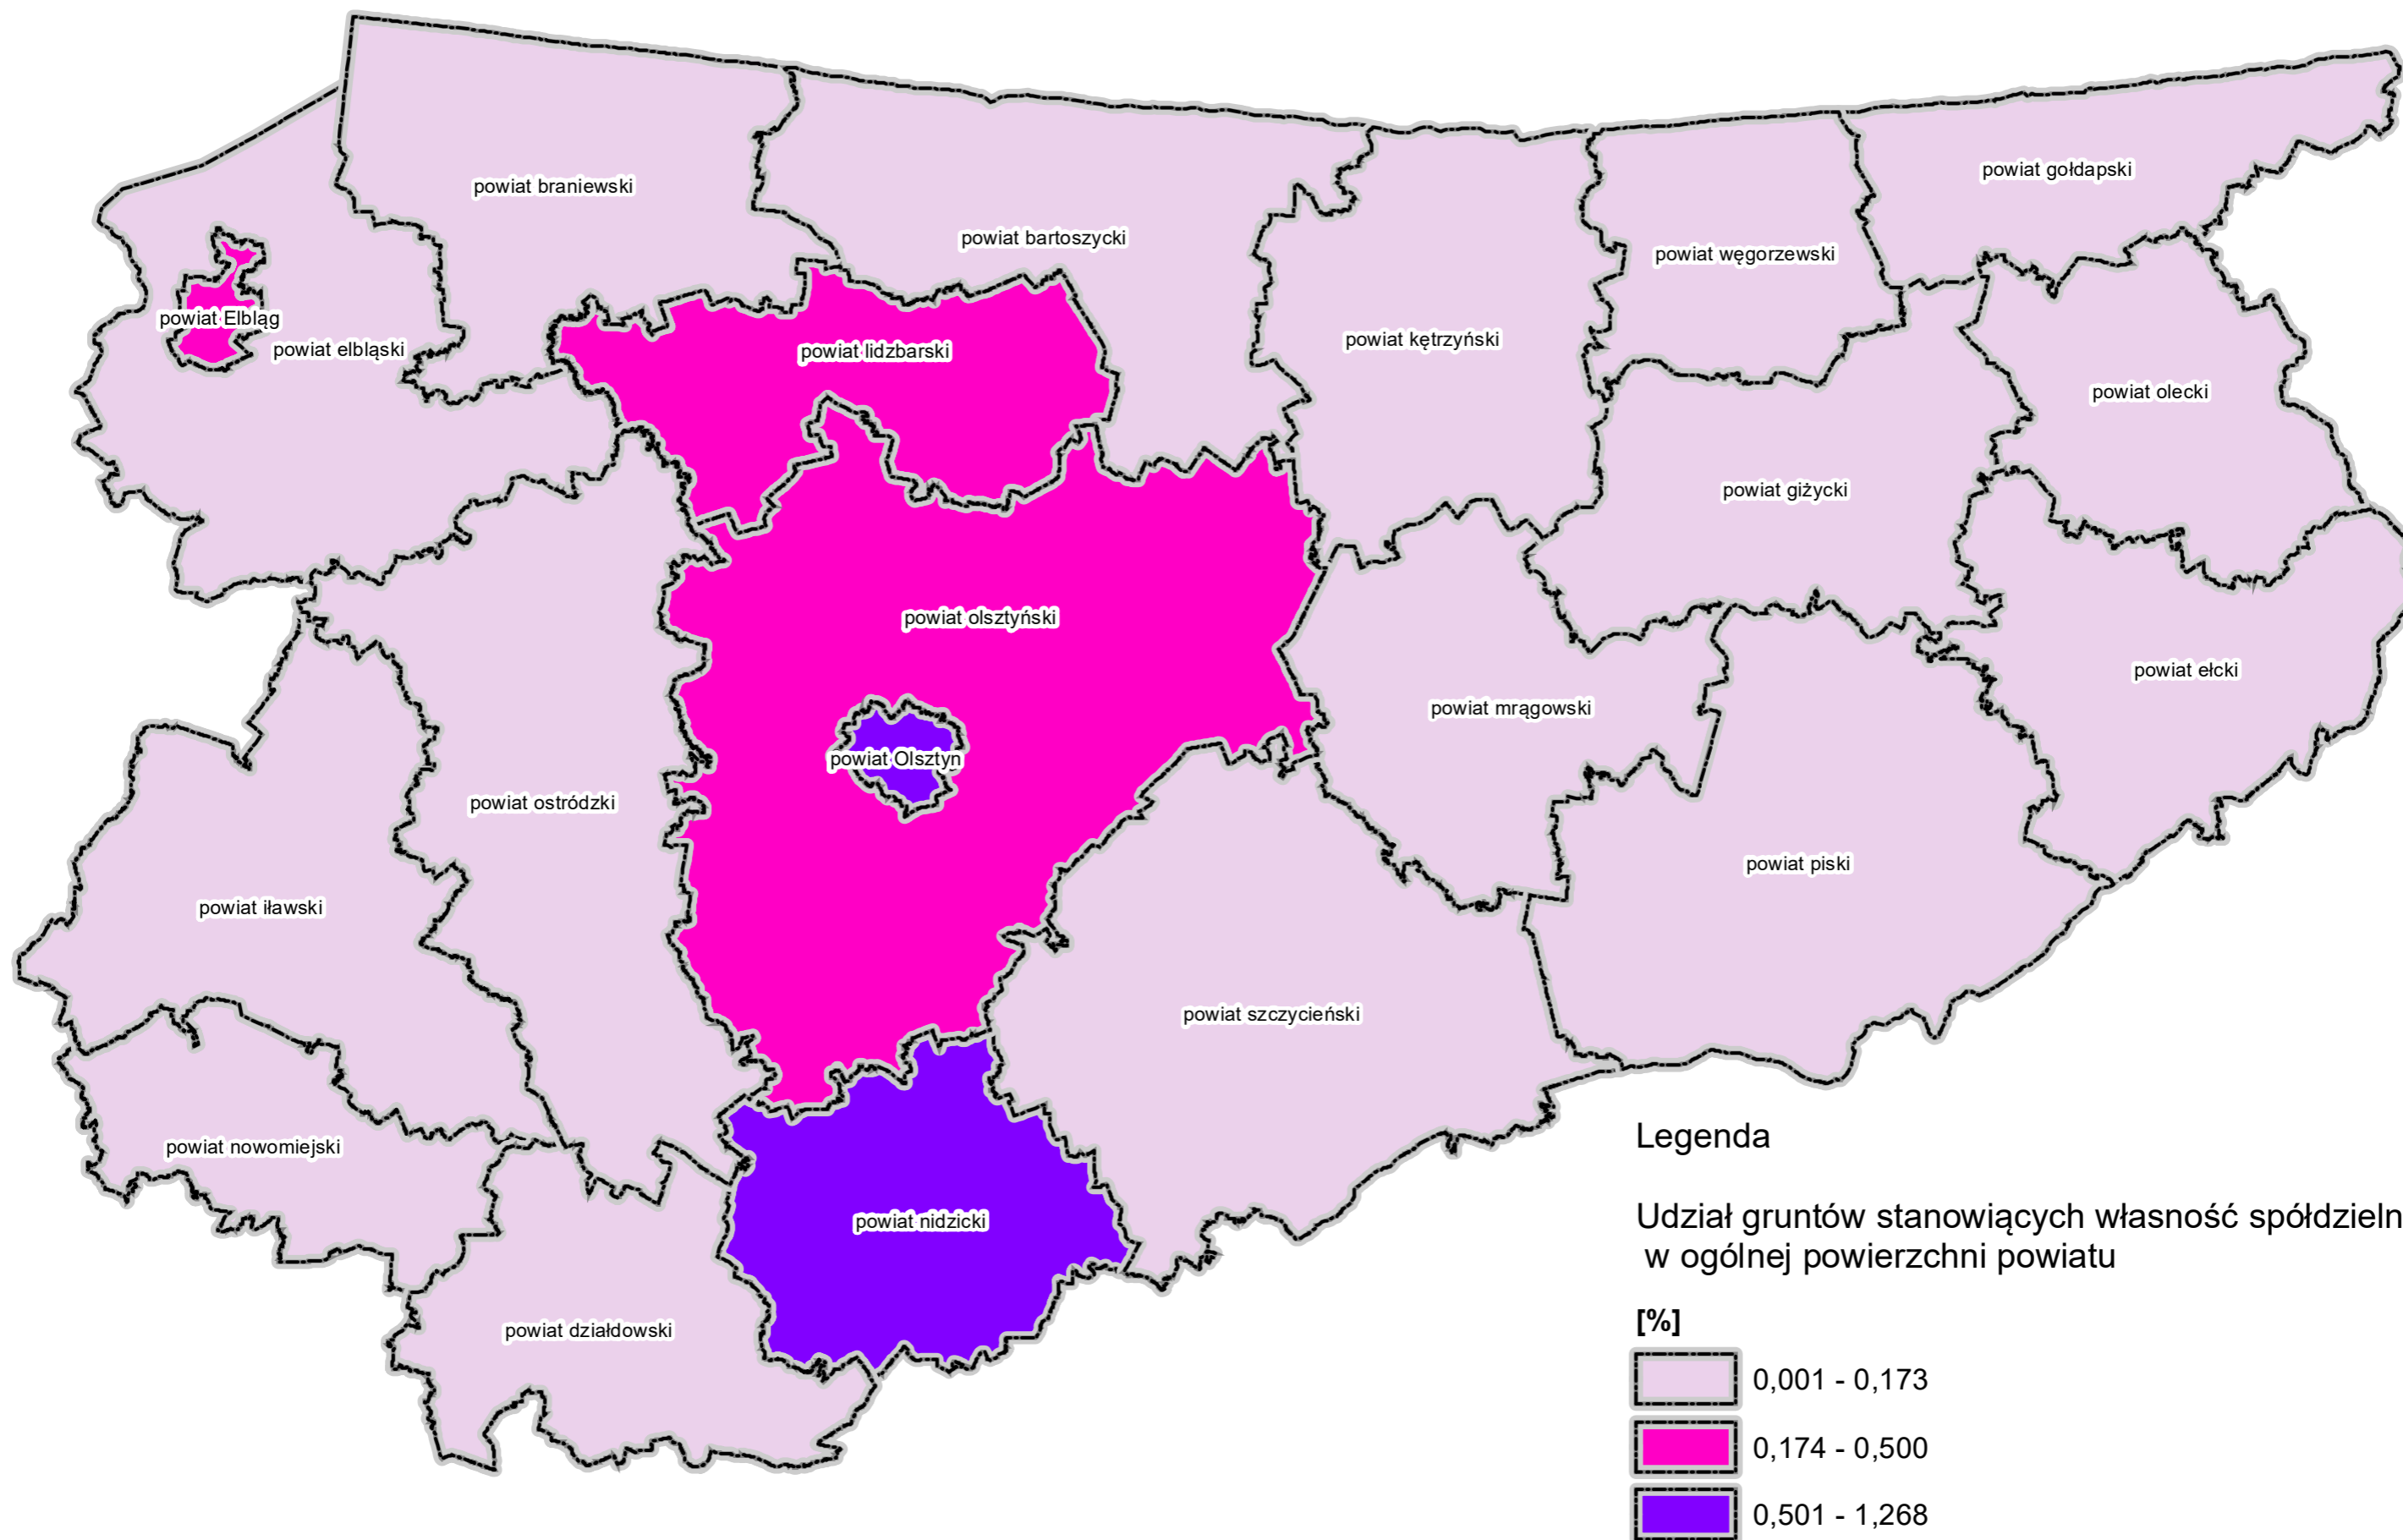 powiat gołdapski
powiat braniewski
powiat bartoszycki
powiat węgorzewski
powiat Elbląg
powiat kętrzyński
powiat elbląski
powiat lidzbarski
powiat olecki
powiat giżycki
powiat olsztyński
powiat ełcki
powiat mrągowski
powiat Olsztyn
powiat ostródzki
powiat piski
powiat iławski
powiat szczycieński
powiat nowomiejski
powiat nidzicki
powiat działdowski
Legenda
Udział gruntów stanowiących własność spółdzieln
w ogólnej powierzchni powiatu
[%]
0,001 - 0,173
0,174 - 0,500
0,501 - 1,268